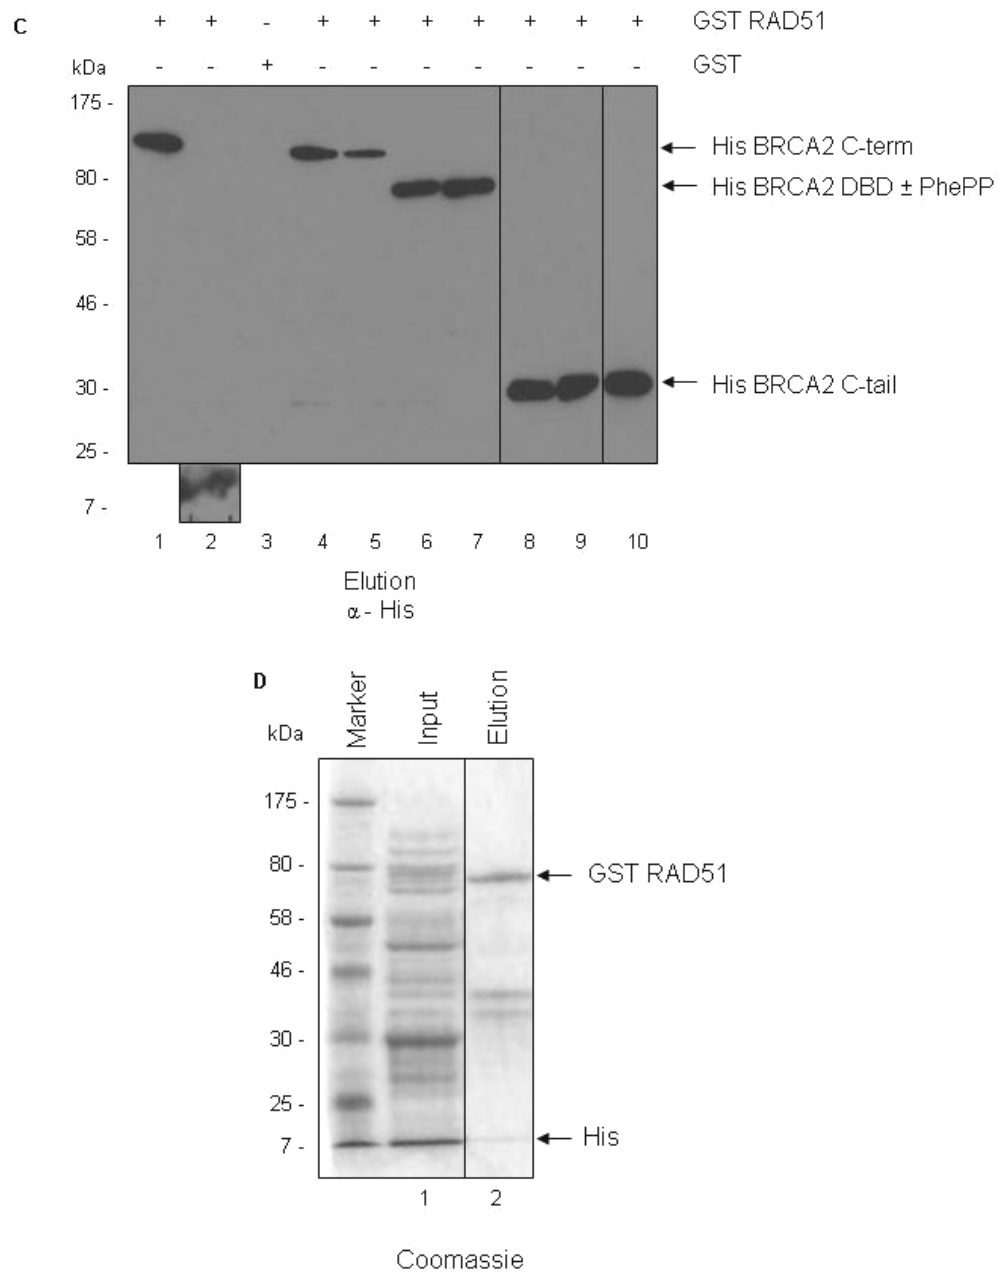 C
+ + - + + + + + + + GST RAD51
kDa - - + - - - - - - - GST
175 -
His BRCA2 C-term
80 -
His BRCA2 DBD ± PhePP
58 -
46 -
30 -
His BRCA2 C-tail
25 -
7 -
1 2 3 4 5 6 7 8 9 10
Elution
α - His
D
kDa Marker Input Elution
175 -
80 -
GST RAD51
58 -
46 -
30 -
25 -
7 -
His
1 2
Coomassie